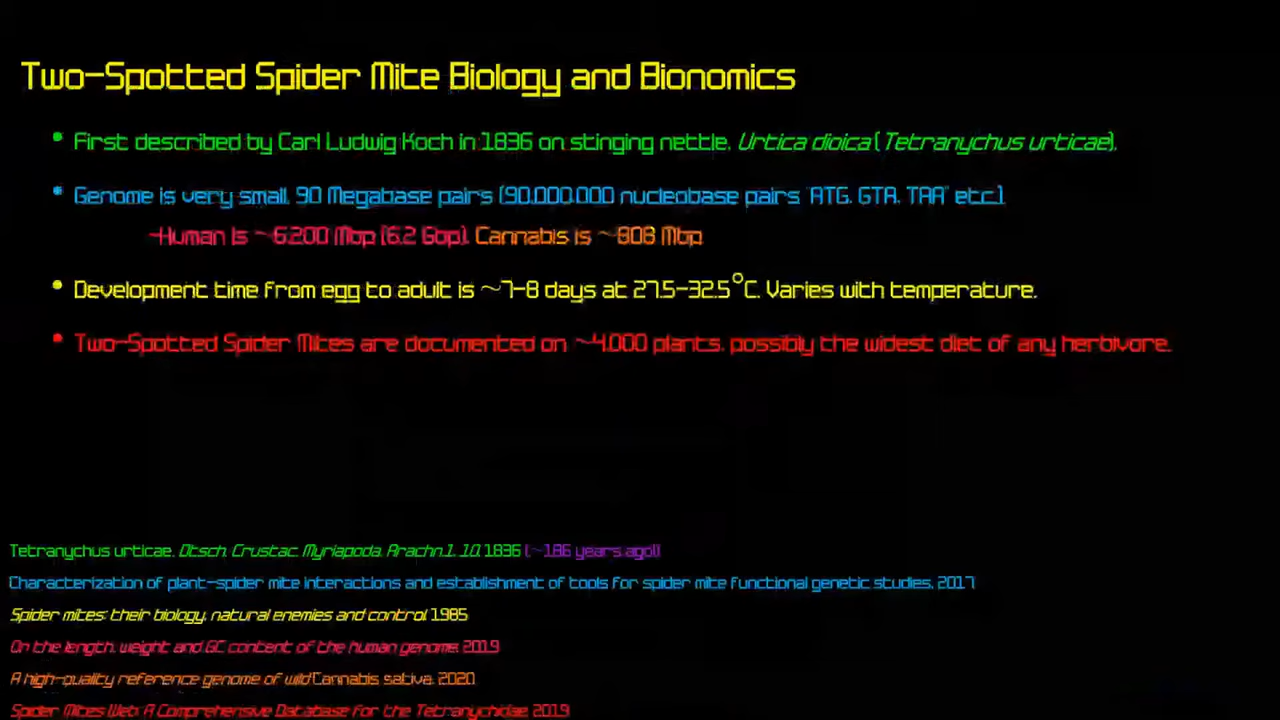 Two-Spotted Spider Mite Biology and Bionomics
• First described by Carl Ludwig Koch in 1836 on stinging nettle, Urtica dioica (Tetranychus urticae).
• Genome is very small, 90 Megabase pairs (90,000,000 nucleobase pairs "ATG, GTA, TAA" etc.)
-Human is ~6200 Mbp (6.2 Gbp), Cannabis is ~808 Mbp
• Development time from egg to adult is ~7-8 days at 27.5-32.5°C. Varies with temperature.
• Two-Spotted Spider Mites are documented on ~4,000 plants, possibly the widest diet of any herbivore.
Tetranychus urticae. Dtsch. Crustac. Myriapoda. Arachn.1, 10, 1836 (~186 years ago!)
Characterization of plant-spider mite interactions and establishment of tools for spider mite functional genetic studies, 2017
Spider mites: their biology, natural enemies and control, 1985
On the length, weight and GC content of the human genome, 2019
A high-quality reference genome of wild Cannabis sativa, 2020
Spider Mites Web: A Comprehensive Database for the Tetranychidae, 2019